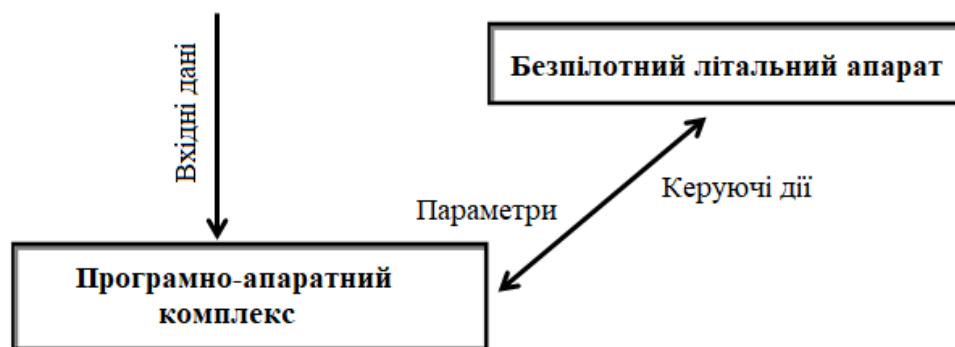 Вхідні дані
Безпілотний літальний апарат
Керуючі дії
Параметри
Програмно-апаратний
комплекс